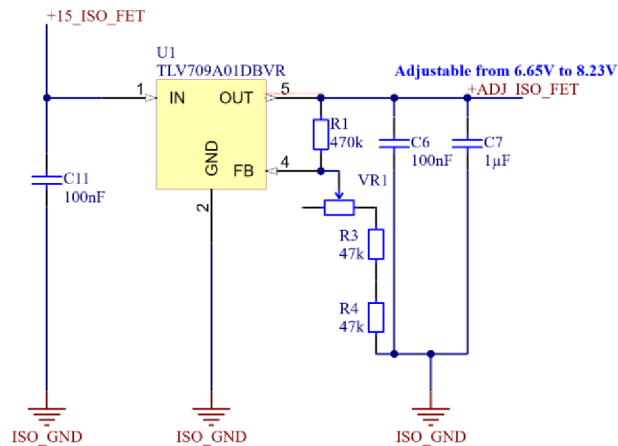 +15_ISO_FET
U1
TLV709A01DBVR
Adjustable from 6.65V to 8.23V
+ADJ_ISO_FET
1
IN
OUT
5
R1
470k
C6
100nF
C7
1µF
GND
FB
4
VR1
C11
100nF
2
R3
47k
R4
47k
ISO_GND
ISO_GND
ISO_GND